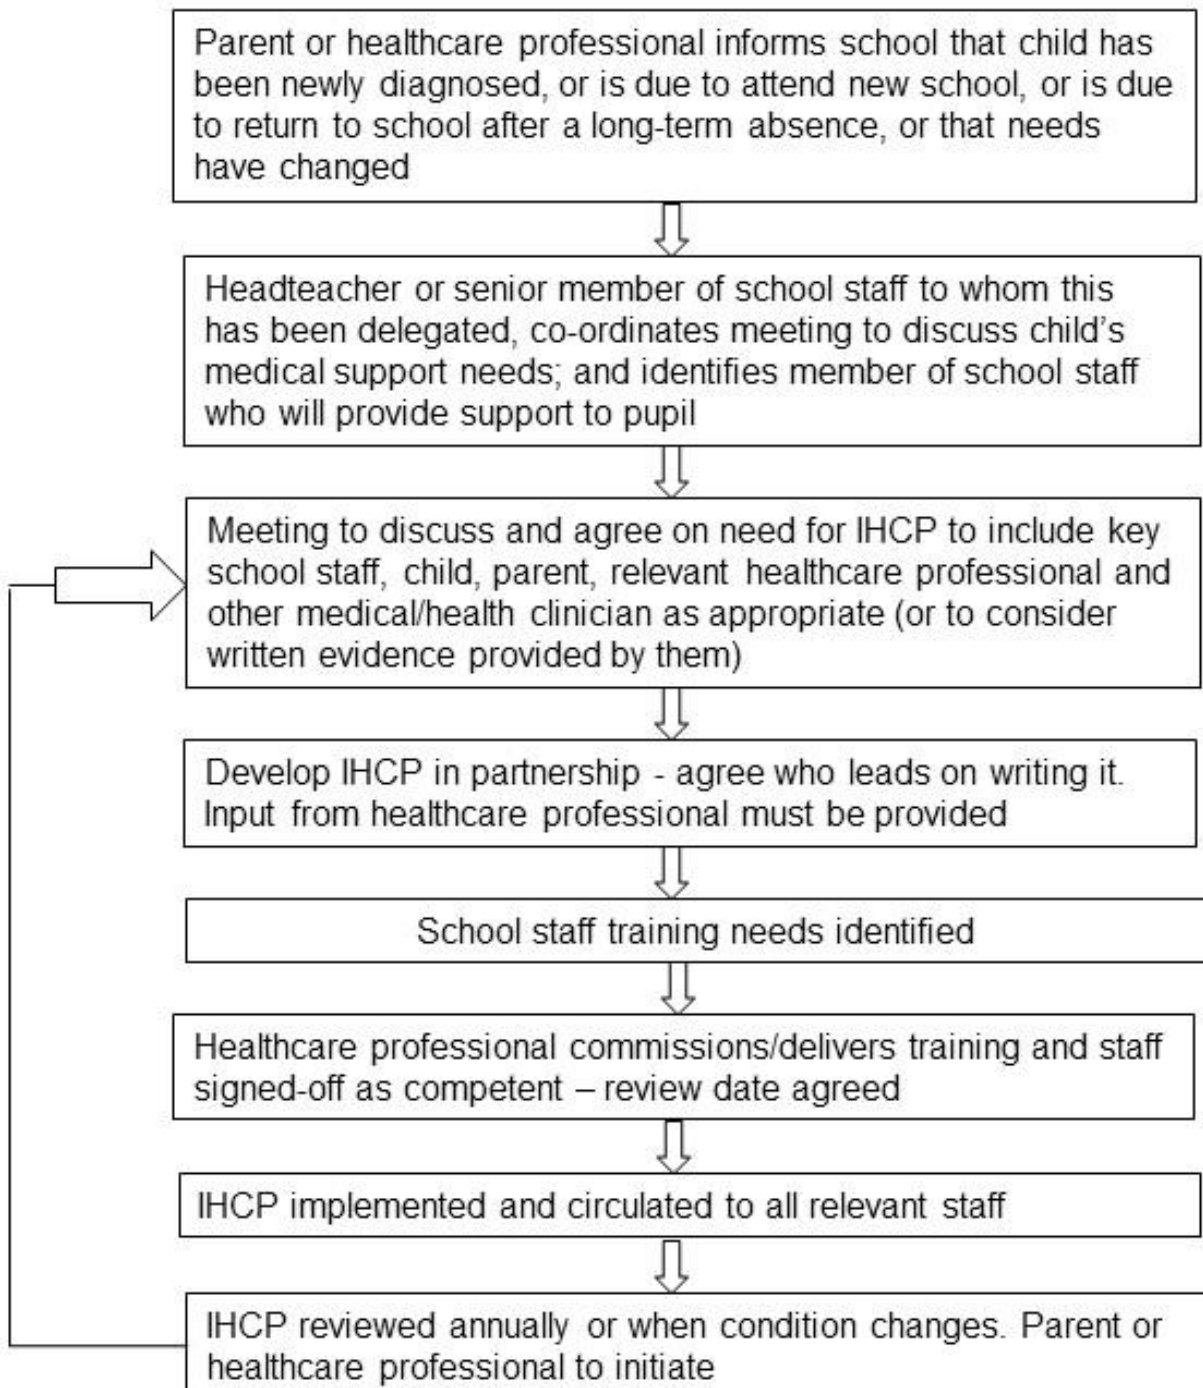 Parent or healthcare professional informs school that child has
been newly diagnosed, or is due to attend new school, or is due
to return to school after a long-term absence, or that needs
have changed
Headteacher or senior member of school staff to whom this
has been delegated, co-ordinates meeting to discuss child’s
medical support needs; and identifies member of school staff
who will provide support to pupil
Meeting to discuss and agree on need for IHCP to include key
school staff, child, parent, relevant healthcare professional and
other medical/health clinician as appropriate (or to consider
written evidence provided by them)
Develop IHCP in partnership - agree who leads on writing it.
Input from healthcare professional must be provided
School staff training needs identified
Healthcare professional commissions/delivers training and staff
signed-off as competent – review date agreed
IHCP implemented and circulated to all relevant staff
IHCP reviewed annually or when condition changes. Parent or
healthcare professional to initiate